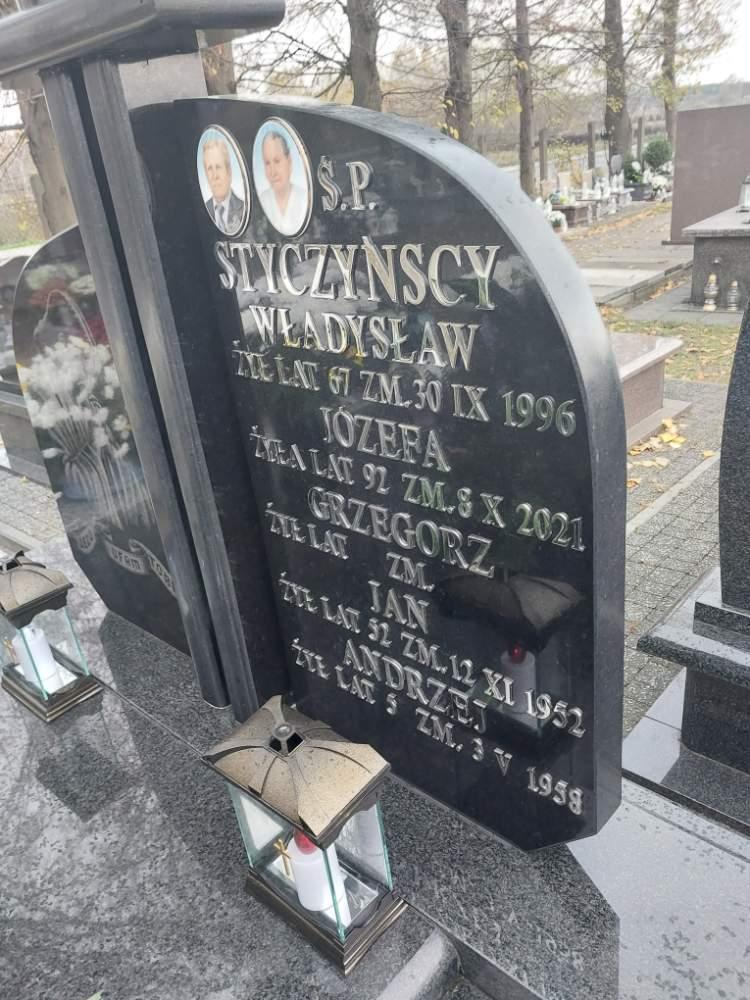 Ś.P.
STYCZYŃSCY
WŁADYSŁAW
ŻYŁ LAT 67 ZM. 30 IX 1996
JÓZEFA
ŻYŁA LAT 92 ZM. 8 X 2021
GRZEGORZ
ŻYŁ LAT ZM.
JAN
ŻYŁ LAT 52 ZM. 12 XI 1952
ANDRZEJ
ŻYŁ LAT 5 ZM. 3 V 1958
UFAM